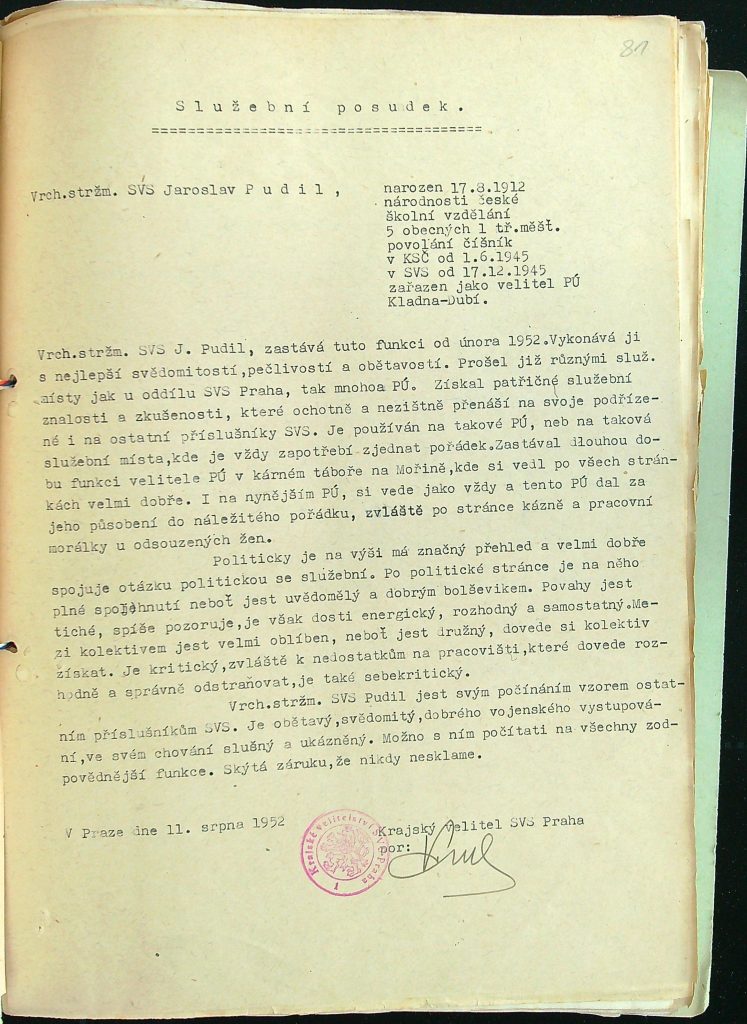 81
Služební posudek.
===================================
Vrch.stržm. SVS Jaroslav P u d i l ,
narozen 17.8.1912
národnosti české
školní vzdělání
5 obecných 1 tř.měšť.
povolání číšník
v KSČ od 1.6.1945
v SVS od 17.12.1945
zařazen jako velitel PÚ
Kladna-Dubí.
Vrch.stržm. SVS J. Pudil, zastává tuto funkci od února 1952.Vykonává ji
s nejlepší svědomitostí,pečlivostí a obětavostí. Prošel již různými služ.
místy jak u oddílu SVS Praha, tak mnohoa PÚ. Získal patřičné služební
znalosti a zkušenosti, které ochotně a nezištně přenáší na svoje podříze-
né i na ostatní příslušníky SVS. Je používán na takové PÚ, neb na taková
služební místa,kde je vždy zapotřebí zjednat pořádek.Zastával dlouhou do-
bu funkci velitele PÚ v kárném táboře na Mořině,kde si vedl po všech strán-
kách velmi dobře. I na nynějším PÚ, si vede jako vždy a tento PÚ dal za
jeho působení do náležitého pořádku, zvláště po stránce kázně a pracovní
morálky u odsouzených žen.
Politicky je na výši má značný přehled a velmi dobře
spojuje otázku politickou se služební. Po politické stránce je na něho
plné spolehnutí neboť jest uvědomělý a dobrým bolševikem. Povahy jest
tiché, spíše pozoruje,je však dosti energický, rozhodný a samostatný.Me-
zi kolektivem jest velmi oblíben, neboť jest družný, dovede si kolektiv
získat. Je kritický,zvláště k nedostatkům na pracovišti,které dovede roz-
hodně a správně odstraňovat,je také sebekritický.
Vrch.stržm. SVS Pudil jest svým počínáním vzorem ostat-
ním příslušníkům SVS. Je obětavý,svědomitý,dobrého vojenského vystupová-
ní,ve svém chování slušný a ukázněný. Možno s ním počítati na všechny zod-
povědnější funkce. Skýtá záruku,že nikdy nesklame.
V Praze dne 11. srpna 1952
Krajský velitel SVS Praha
por:
Krajské velitelství SVS Praha
1